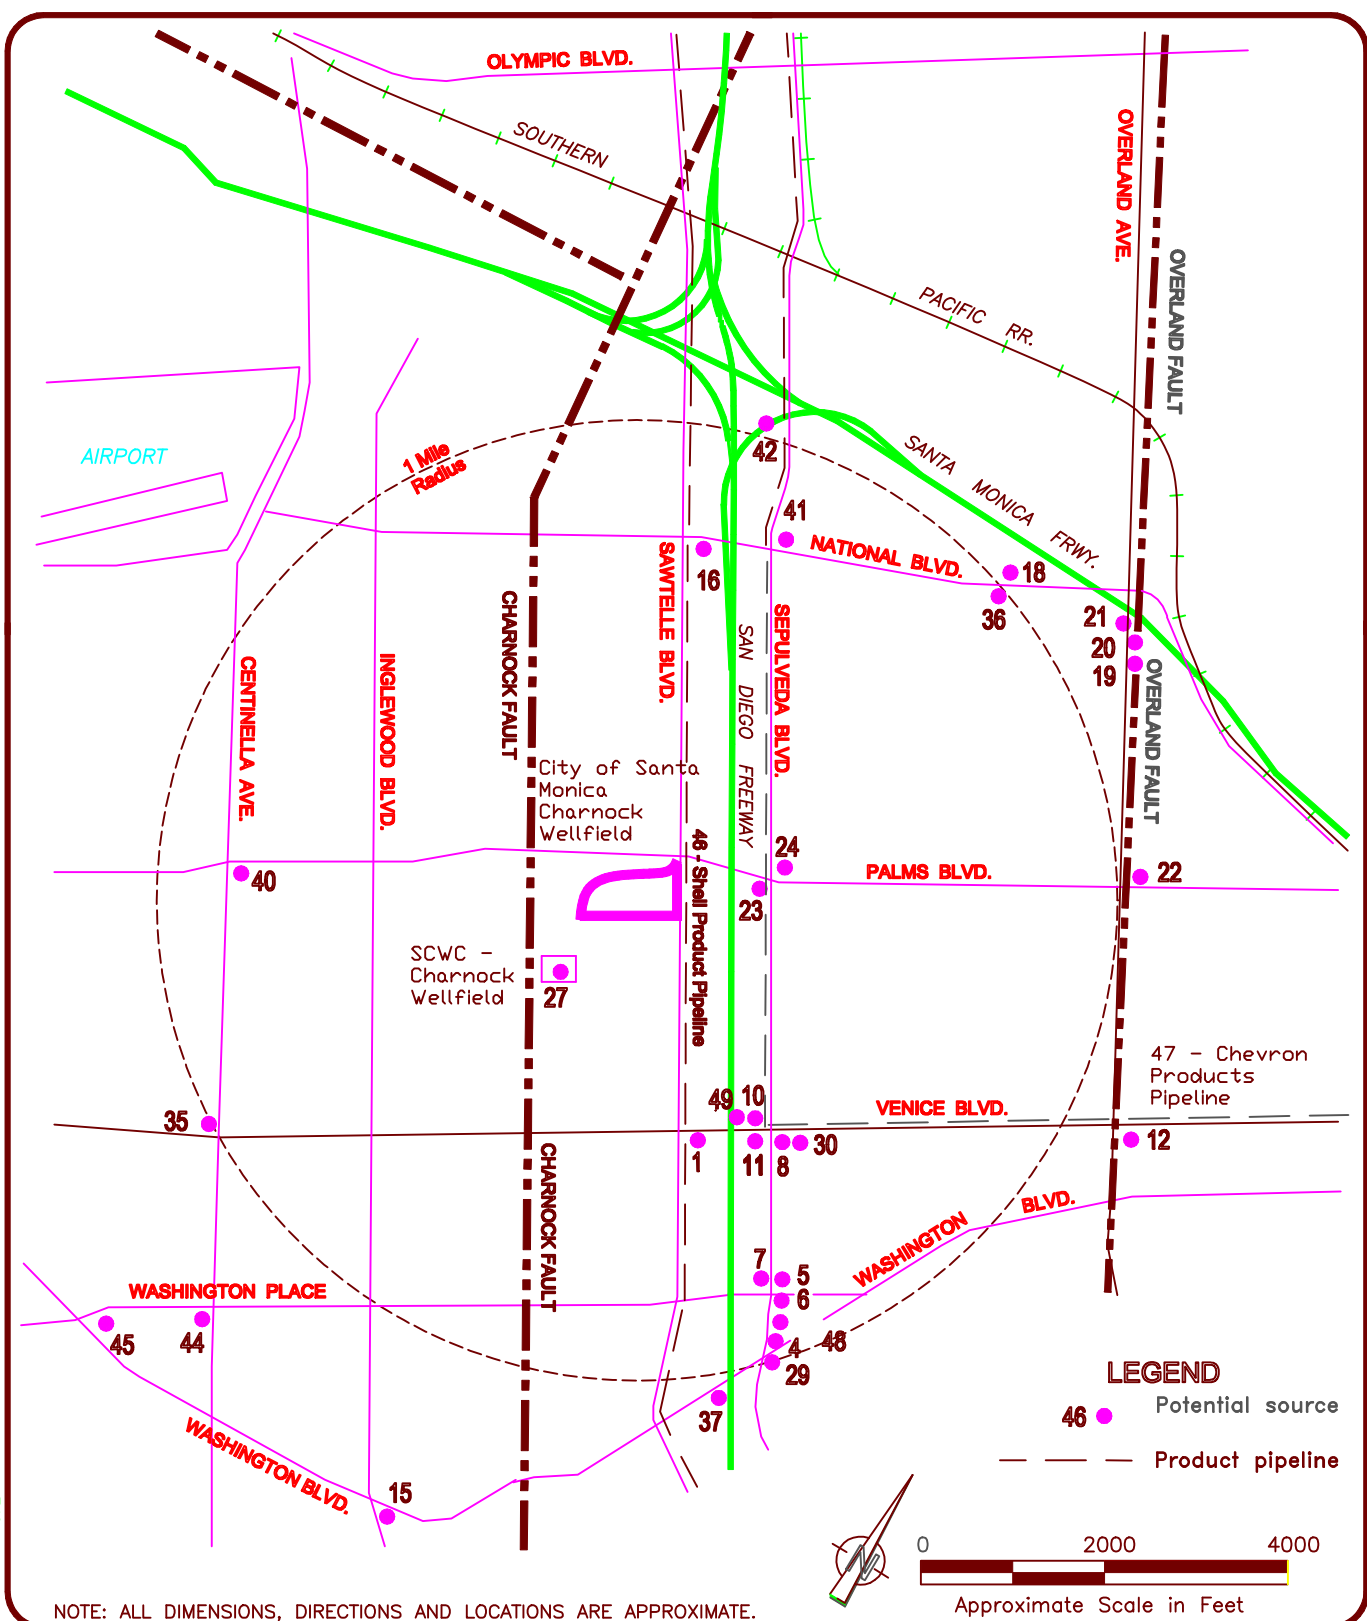 OLYMPIC BLVD.
SOUTHERN
PACIFIC RR.
OVERLAND AVE.
OVERLAND FAULT
AIRPORT
1 Mile
Radius
42
SANTA MONICA FRWY.
41
NATIONAL BLVD.
16
18
36
21
20
19
SAWTELLE BLVD.
CHARNOCK FAULT
SAN DIEGO FREEWAY
SEPULVEDA BLVD.
OVERLAND FAULT
CENTINELLA AVE.
INGLEWOOD BLVD.
City of Santa
Monica
Charnock
Wellfield
46 - Shell Product Pipeline
24
PALMS BLVD.
22
40
23
SCWC -
Charnock
Wellfield
27
47 - Chevron
Products
Pipeline
49 10
VENICE BLVD.
35
1
11
8
30
12
CHARNOCK FAULT
WASHINGTON BLVD.
7
5
6
WASHINGTON PLACE
45
44
4
48
29
37
WASHINGTON BLVD.
15
LEGEND
46
Potential source
Product pipeline
N
0 2000 4000
Approximate Scale in Feet
NOTE: ALL DIMENSIONS, DIRECTIONS AND LOCATIONS ARE APPROXIMATE.